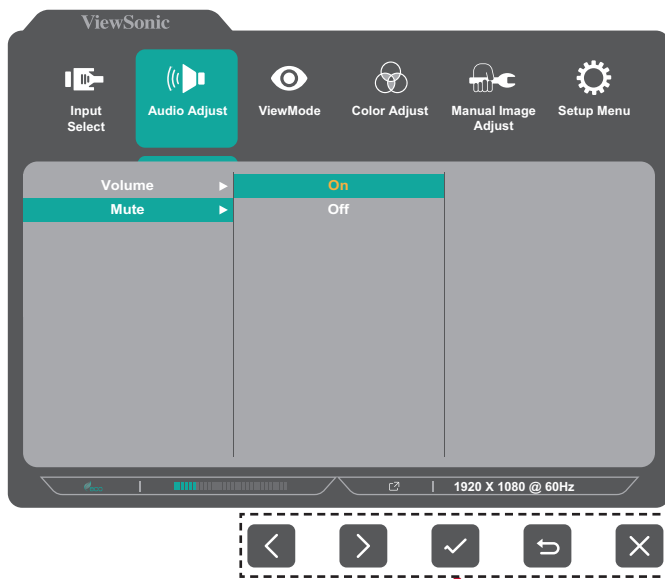 ViewSonic
Input
Select
Audio Adjust
ViewMode
Color Adjust
Manual Image
Adjust
Setup Menu
Volume
On
Mute
Off
eco
1920 X 1080 @ 60Hz